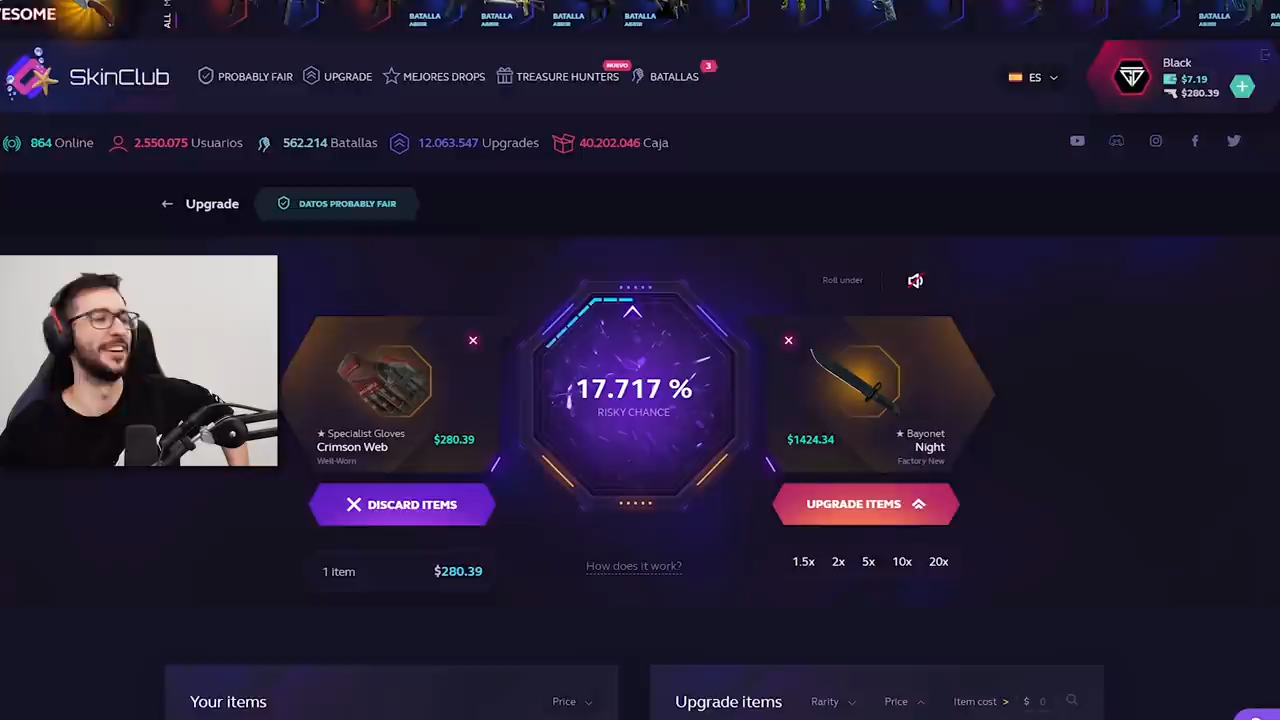 ESOME
ALL
BATALLA
BATALLA
BATALLA
BATALLA
BATALLA
SkinClub
PROBABLY FAIR
UPGRADE
MEJORES DROPS
TREASURE HUNTERS
NUEVO
BATALLAS
3
ES
Black
$7.19
$280.39
864 Online
2.550.075 Usuarios
562.214 Batallas
12.063.547 Upgrades
40.202.046 Caja
← Upgrade
DATOS PROBABLY FAIR
Roll under
17.717 %
RISKY CHANCE
★ Specialist Gloves
Crimson Web
Well-Worn
$280.39
$1424.34
★ Bayonet
Night
Factory New
DISCARD ITEMS
UPGRADE ITEMS
1 item
$280.39
How does it work?
1.5x 2x 5x 10x 20x
Your items
Price
Upgrade items
Rarity
Price
Item cost >
$ 0